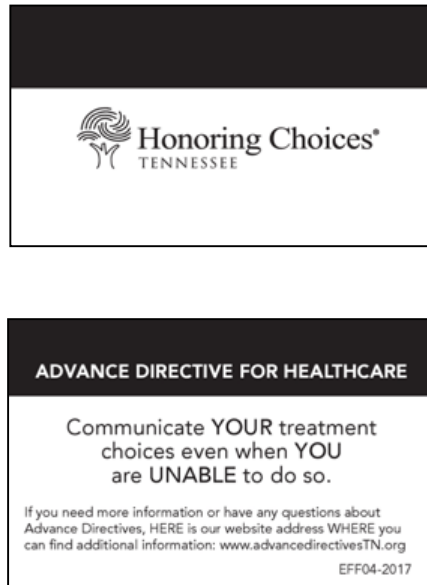 Honoring Choices®
TENNESSEE
ADVANCE DIRECTIVE FOR HEALTHCARE
Communicate YOUR treatment
choices even when YOU
are UNABLE to do so.
If you need more information or have any questions about
Advance Directives, HERE is our website address WHERE you
can find additional information: www.advancedirectivesTN.org
EFF04-2017